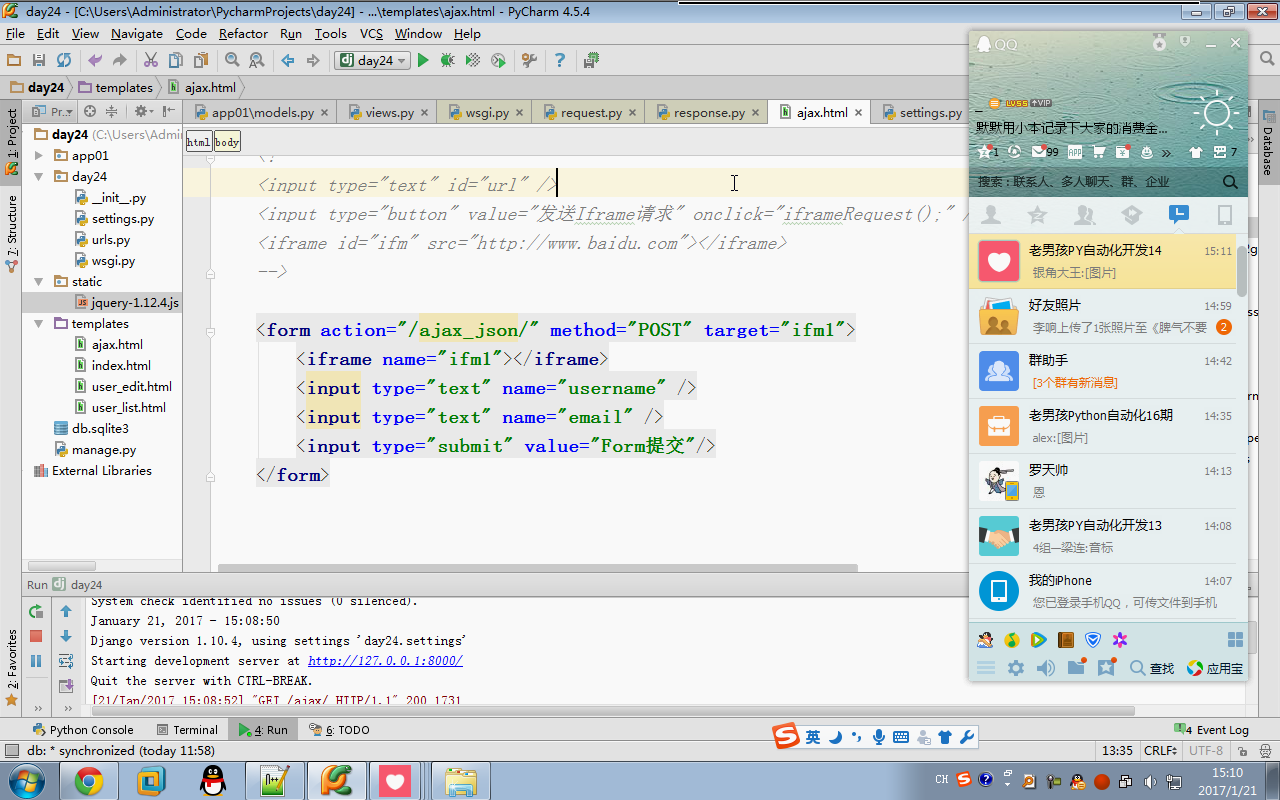 day24 - [C:\Users\Administrator\PycharmProjects\day24] - ...\templates\ajax.html - PyCharm 4.5.4
File Edit View Navigate Code Refactor Run Tools VCS Window Help
day24
day24 templates ajax.html
Pr...
app01\models.py views.py wsgi.py request.py response.py ajax.html settings.py
1: Project
7: Structure
2: Favorites
Database
day24 (C:\Users\Admi
app01
day24
__init__.py
settings.py
urls.py
wsgi.py
static
jquery-1.12.4.js
templates
ajax.html
index.html
user_edit.html
user_list.html
db.sqlite3
manage.py
External Libraries
html body
<input type="text" id="url" />
<input type="button" value="发送Iframe请求" onclick="iframeRequest();" /
<iframe id="ifm" src="http://www.baidu.com"></iframe>
-->
<form action="/ajax_json/" method="POST" target="ifm1">
<iframe name="ifm1"></iframe>
<input type="text" name="username" />
<input type="text" name="email" />
<input type="submit" value="Form提交"/>
</form>
Run day24
System check identified no issues (0 silenced).
January 21, 2017 - 15:08:50
Django version 1.10.4, using settings 'day24.settings'
Starting development server at http://127.0.0.1:8000/
Quit the server with CTRL-BREAK.
[21/Jan/2017 15:08:52] "GET /ajax/ HTTP/1.1" 200 1731
Python Console Terminal 4: Run 6: TODO
4 Event Log
db: * synchronized (today 11:58)
13:35 CRLF UTF-8
QQ
LV55 VIP
默默用小本记录下大家的消费金...
1 99 APP 7
搜索：联系人、多人聊天、群、企业
老男孩PY自动化开发14 15:11
银角大王:[图片]
好友照片 14:59
李响上传了1张照片至《脾气不要 2
群助手 14:42
[3个群有新消息]
老男孩Python自动化16期 14:35
alex:[图片]
罗天帅 14:13
恩
老男孩PY自动化开发13 14:08
4组—梁连:音标
我的iPhone 14:07
您已登录手机QQ，可传文件到手机
查找 应用宝
英
CH
15:10
2017/1/21